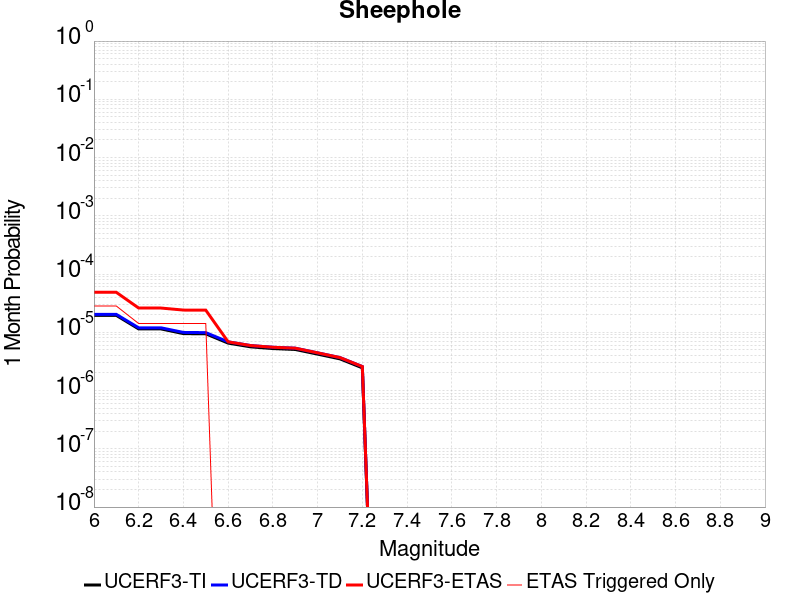 Sheephole
10^0
10^-1
10^-2
10^-3
10^-4
10^-5
10^-6
10^-7
10^-8
1 Month Probability
6 6.2 6.4 6.6 6.8 7 7.2 7.4 7.6 7.8 8 8.2 8.4 8.6 8.8 9
Magnitude
UCERF3-TI UCERF3-TD UCERF3-ETAS ETAS Triggered Only